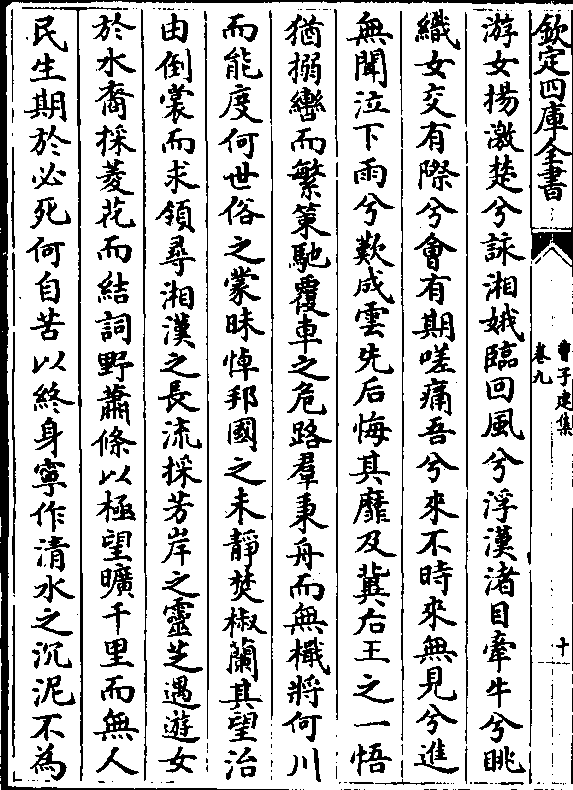 欽定四庫全書
曹子建集
卷九
十
游女揚激楚兮詠湘娥臨回風兮浮漢渚目牽牛兮眺
織女交有際兮會有期嗟痛吾兮來不時來無見兮進
無聞泣下雨兮歎成雲先后悔其靡及冀后王之一悟
猶搦轡而繁策馳覆車之危路羣乗舟而無檝將何川
而能度何世俗之蒙昧悼邦國之未靜焚椒蘭其望治
由倒裳而求領尋湘漢之長流採芳岸之靈芝遇遊女
於水裔採菱花而結詞野蕭條以極望曠千里而無人
民生期於必死何自苦以終身寧作清水之沉泥不為